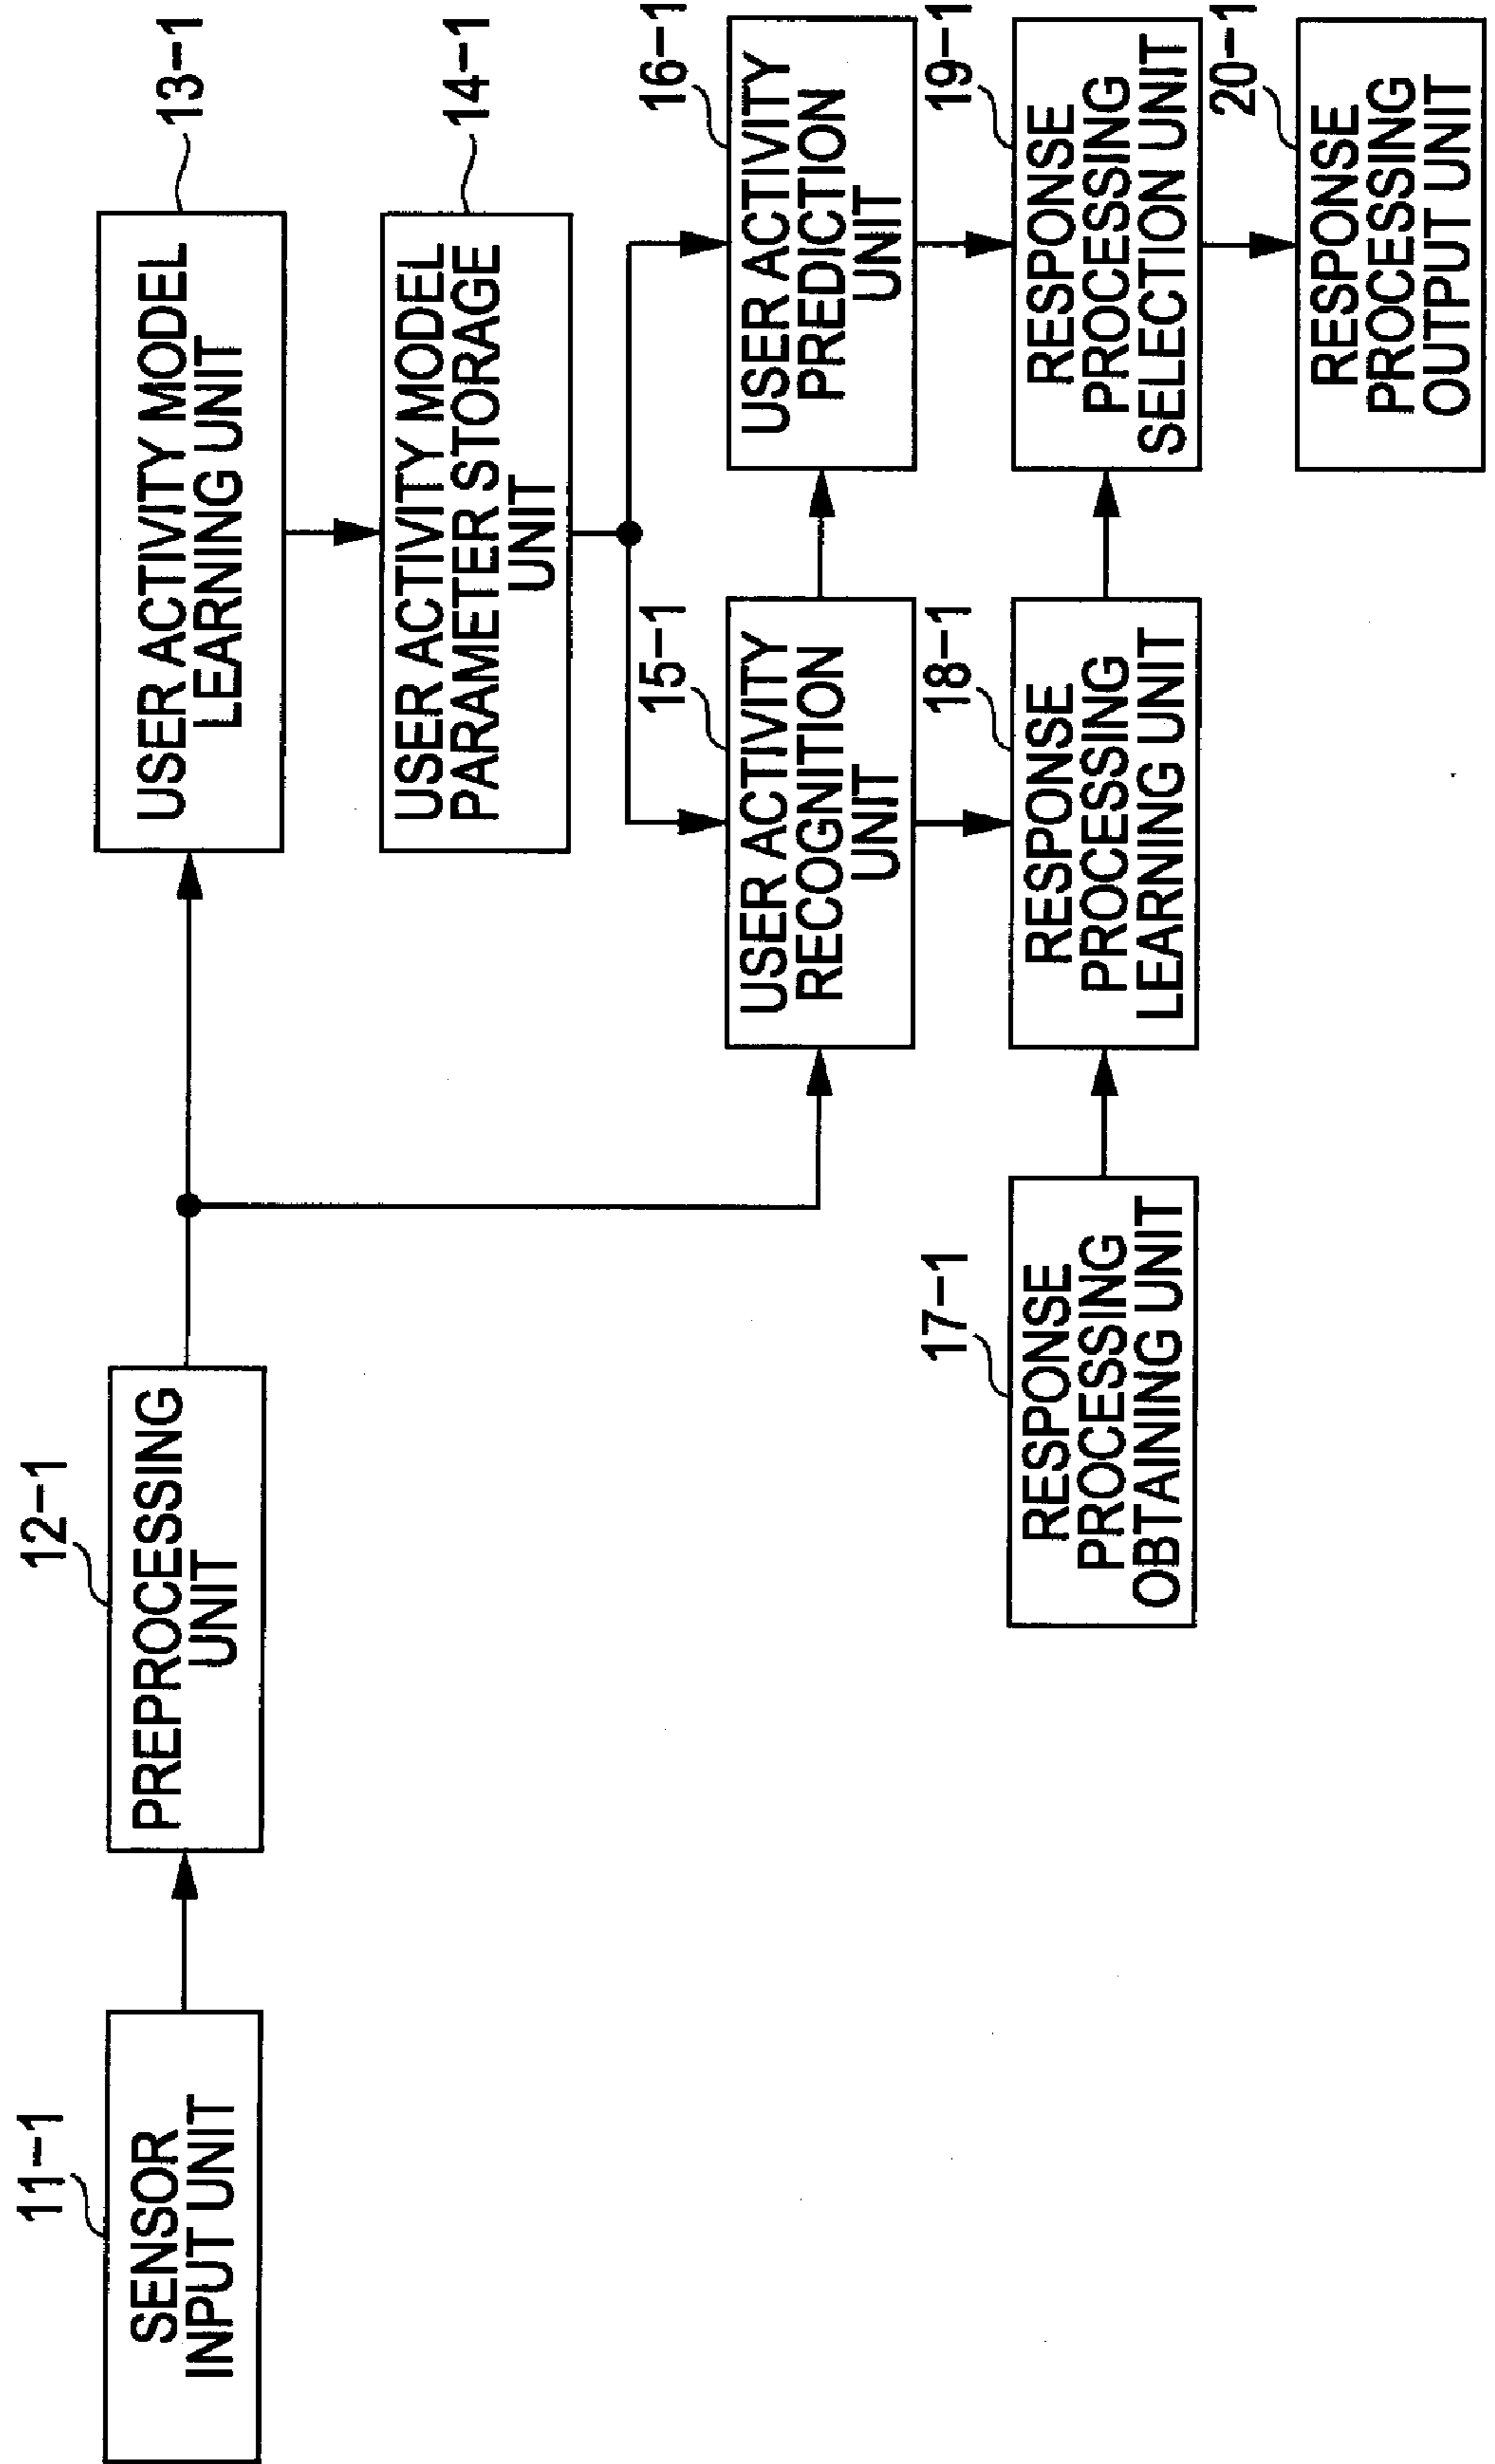 11-1
SENSOR
INPUT UNIT
12-1
PREPROCESSING
UNIT
13-1
USER ACTIVITY MODEL
LEARNING UNIT
14-1
USER ACTIVITY MODEL
PARAMETER STORAGE
UNIT
15-1
USER ACTIVITY
RECOGNITION
UNIT
16-1
USER ACTIVITY
PREDICTION
UNIT
17-1
RESPONSE
PROCESSING
OBTAINING UNIT
18-1
RESPONSE
PROCESSING
LEARNING UNIT
19-1
RESPONSE
PROCESSING
SELECTION UNIT
20-1
RESPONSE
PROCESSING
OUTPUT UNIT